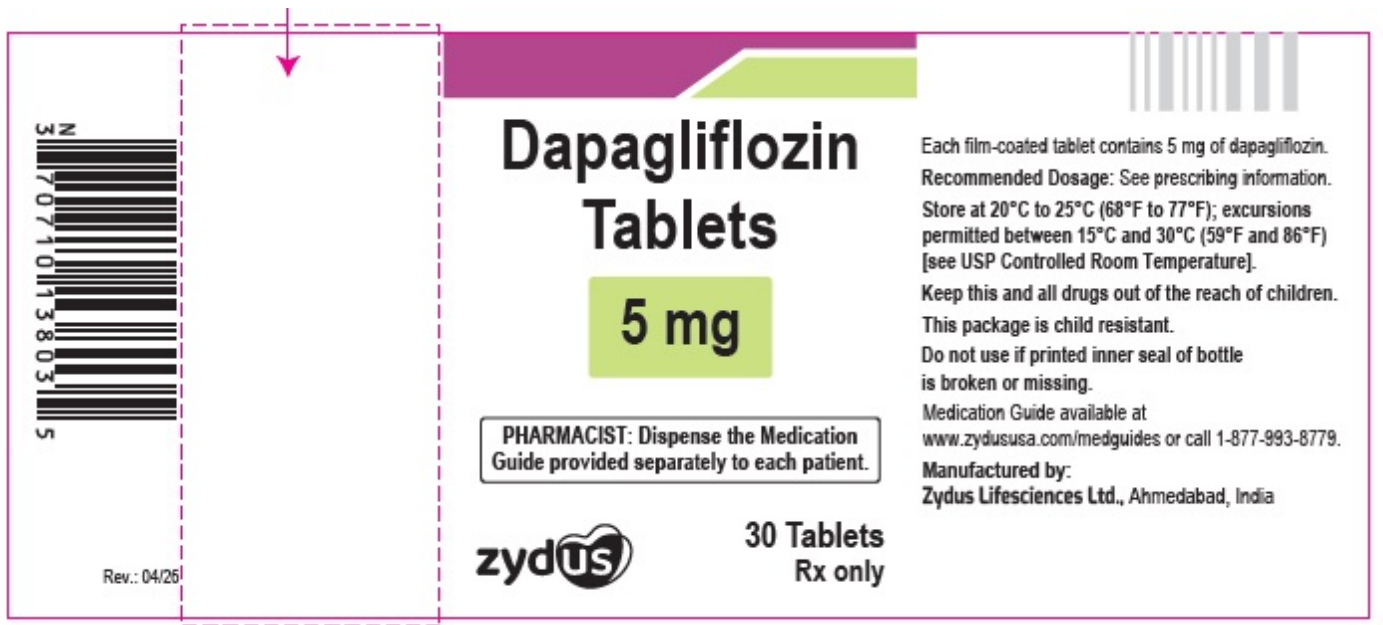 N
3 70710 13803 5
Rev.: 04/26
Dapagliflozin
Tablets
5 mg
PHARMACIST: Dispense the Medication
Guide provided separately to each patient.
zydus
30 Tablets
Rx only
Each film-coated tablet contains 5 mg of dapagliflozin.
Recommended Dosage: See prescribing information.
Store at 20°C to 25°C (68°F to 77°F); excursions
permitted between 15°C and 30°C (59°F and 86°F)
[see USP Controlled Room Temperature].
Keep this and all drugs out of the reach of children.
This package is child resistant.
Do not use if printed inner seal of bottle
is broken or missing.
Medication Guide available at
www.zydususa.com/medguides or call 1-877-993-8779.
Manufactured by:
Zydus Lifesciences Ltd., Ahmedabad, India